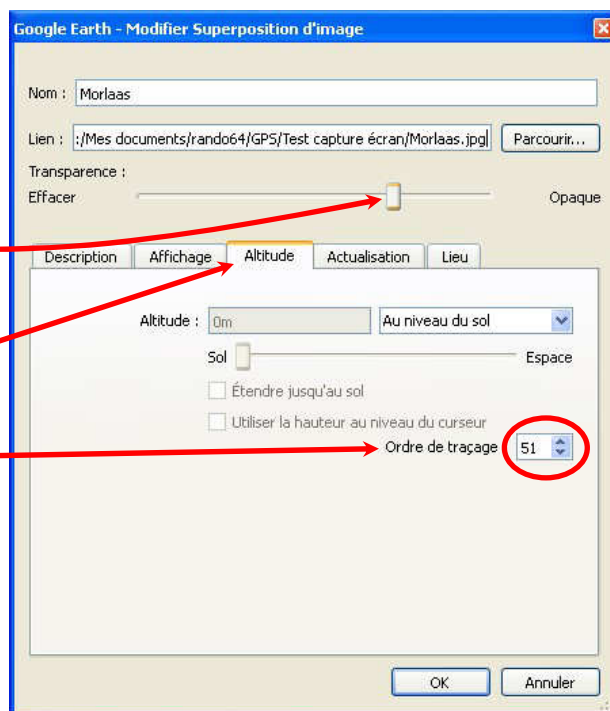 Google Earth - Modifier Superposition d'image
Nom : Morlaas
Lien : :/Mes documents/rando64/GPS/Test capture écran/Morlaas.jpg Parcourir...
Transparence :
Effacer Opaque
Description Affichage Altitude Actualisation Lieu
Altitude : 0m Au niveau du sol
Sol Espace
Étendre jusqu'au sol
Utiliser la hauteur au niveau du curseur
Ordre de traçage 51
OK Annuler